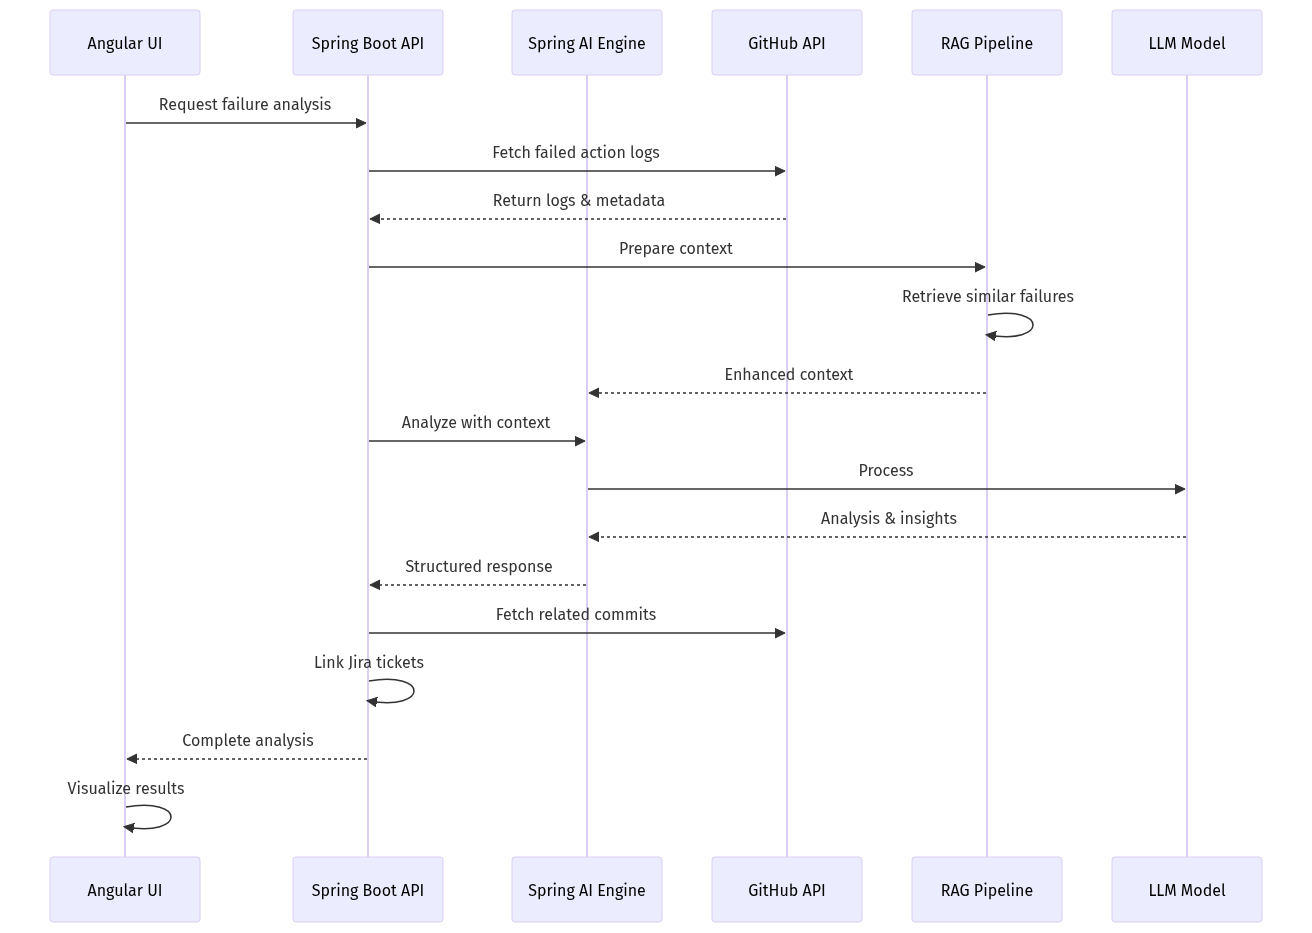 Angular UI
Spring Boot API
Spring AI Engine
GitHub API
RAG Pipeline
LLM Model
Request failure analysis
Fetch failed action logs
Return logs & metadata
Prepare context
Retrieve similar failures
Enhanced context
Analyze with context
Process
Analysis & insights
Structured response
Fetch related commits
Link Jira tickets
Complete analysis
Visualize results
Angular UI
Spring Boot API
Spring AI Engine
GitHub API
RAG Pipeline
LLM Model